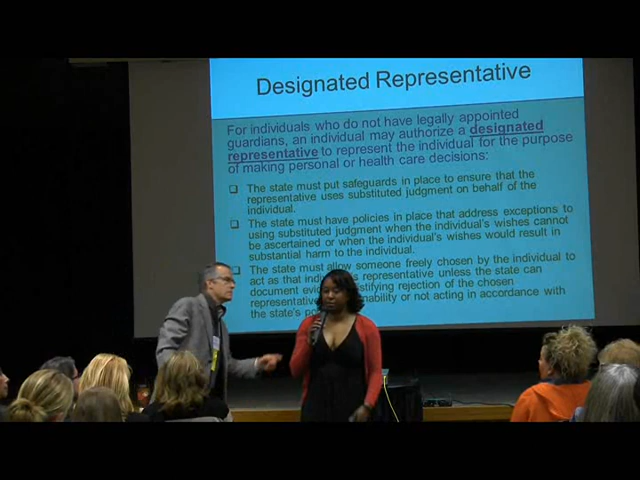 Designated Representative
For individuals who do not have legally appointed
guardians, an individual may authorize a designated
representative to represent the individual for the purpose
of making personal or health care decisions:
The state must put safeguards in place to ensure that the
representative uses substituted judgment on behalf of the
individual.
The state must have policies in place that address exceptions to
using substituted judgment when the individual's wishes cannot
be ascertained or when the individual's wishes would result in
substantial harm to the individual.
The state must allow someone freely chosen by the individual to
act as that representative unless the state can
document rejection of the chosen
or not acting in accordance with
the state's